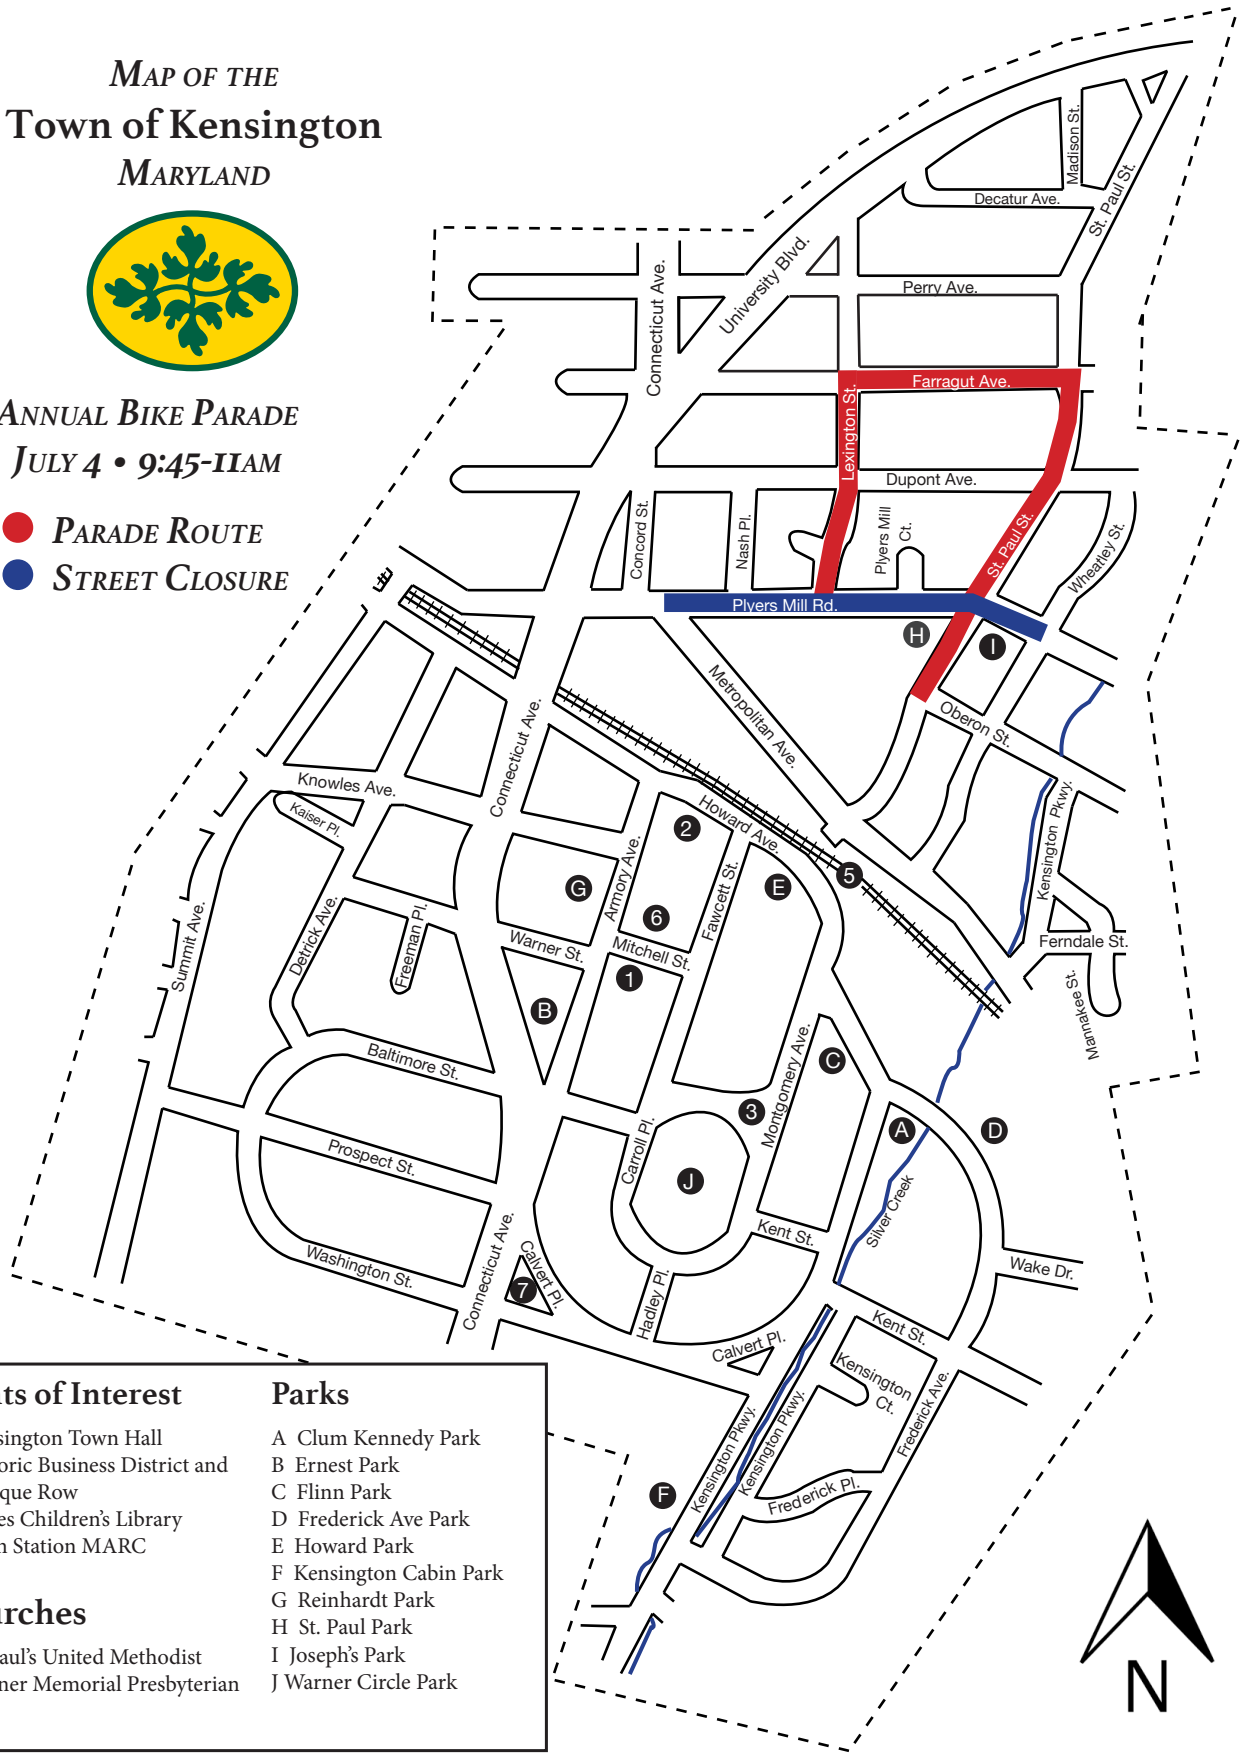 MAP OF THE
Town of Kensington
MARYLAND
ANNUAL BIKE PARADE
JULY 4 • 9:45-11AM
PARADE ROUTE
STREET CLOSURE
Madison St.
Decatur Ave.
St. Paul St.
University Blvd.
Connecticut Ave.
Perry Ave.
Farragut Ave.
Lexington St.
Dupont Ave.
Concord St.
Nash Pl.
Plyers Mill
Ct.
St. Paul St.
Wheatley St.
Plyers Mill Rd.
H
I
Metropolitan Ave.
Oberon St.
Connecticut Ave.
Knowles Ave.
Kaiser Pl.
Howard Ave.
2
Kensington Pkwy.
5
Armory Ave.
G
E
Fawcett St.
6
Summit Ave.
Detrick Ave.
Freeman Pl.
Warner St.
Mitchell St.
Ferndale St.
1
B
Mannakee St.
Baltimore St.
Montgomery Ave.
C
3
A
D
Prospect St.
Carroll Pl.
J
Silver Creek
Kent St.
Washington St.
Connecticut Ave.
Calvert Pl.
7
Hadley Pl.
Wake Dr.
Kent St.
Calvert Pl.
Kensington
Ct.
Frederick Ave.
Kensington Pkwy.
Kensington Pkwy.
Frederick Pl.
F
N
ts of Interest
sington Town Hall
oric Business District and
que Row
es Children's Library
n Station MARC
rches
aul's United Methodist
ner Memorial Presbyterian
Parks
A Clum Kennedy Park
B Ernest Park
C Flinn Park
D Frederick Ave Park
E Howard Park
F Kensington Cabin Park
G Reinhardt Park
H St. Paul Park
I Joseph's Park
J Warner Circle Park